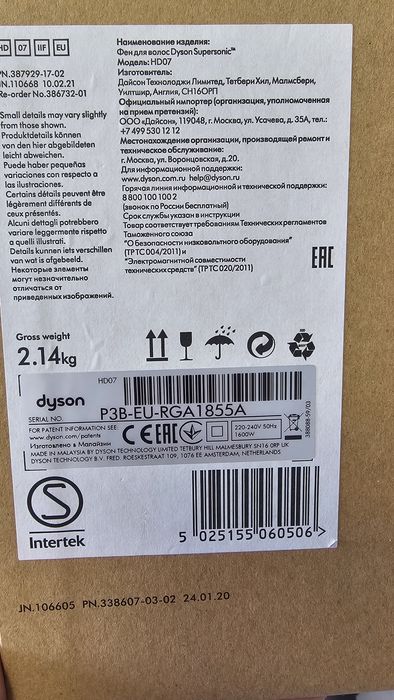 HD 07 IIF EU
PN.387929-17-02
JN.110668 10.02.21
Re-order No.386732-01
Small details may vary slightly
from those shown.
Produktdetails können
von den hier abgebildeten
leicht abweichen.
Puede haber pequeñas
variaciones con respecto a
las ilustraciones.
Certains détails peuvent être
légèrement différents de
ceux présentés.
Alcuni dettagli potrebbero
variare leggermente rispetto
a quelli illustrati.
Details kunnen iets verschillen
van wat is afgebeeld.
Некоторые элементы
могут незначительно
отличаться от
приведенных изображений.
Наименование изделия:
Фен для волос Dyson Supersonic™
Модель: HD07
Изготовитель:
Дайсон Текнолоджи Лимитед, Тетбери Хил, Малмсбери,
Уилтшир, Англия, СН16ОРП
Официальный импортер (организация, уполномоченная
на прием претензий):
ООО «Дайсон», 119048, г. Москва, ул. Усачева, д. 35А, тел.:
+7 499 530 12 12
Местонахождение организации, производящей ремонт и
техническое обслуживание:
г. Москва, ул. Воронцовская, д.20.
Для информационной поддержки:
www.dyson.com.ru help@dyson.ru
Горячая линия информационной и технической поддержки:
8 800 100 100 2
(звонок по России бесплатный)
Срок службы указан в инструкции
Товар соответствует требованиям Технических регламентов
Таможенного союза
"О безопасности низковольтного оборудования"
(ТР ТС 004/2011) и
"Электромагнитной совместимости
технических средств" (ТР ТС 020/2011)
EAC
Gross weight
2.14kg
HD07
dyson
SERIAL NO.
P3B-EU-RGA1855A
FOR PATENT INFORMATION SEE:
www.dyson.com/patents
Изготовлено в Малайзии
CE EAC
220-240V 50Hz
1600W
380088-59-03
MADE IN MALAYSIA BY DYSON TECHNOLOGY LIMITED TETBURY HILL MALMESBURY SN16 0RP UK
DYSON TECHNOLOGY B.V. FRED. ROESKESTRAAT 109, 1076 EE AMSTERDAM, NETHERLANDS
S
Intertek
5 025155 060506 >
JN.106605 PN.338607-03-02 24.01.20